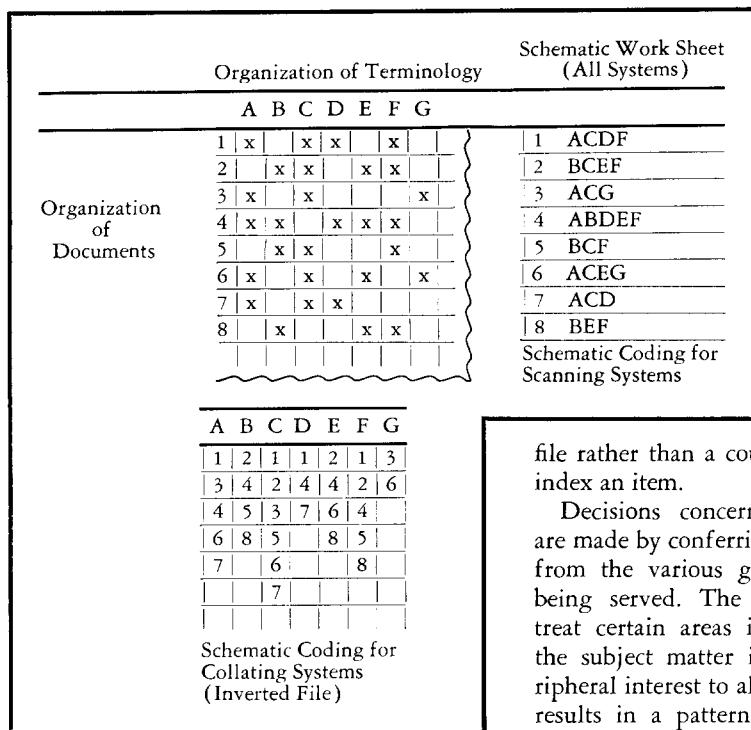 Organization of Terminology
Schematic Work Sheet
(All Systems)
A B C D E F G
Organization
of
Documents
1 x x x x
2 x x x x
3 x x x
4 x x x x x
5 x x x
6 x x x x
7 x x x
8 x x x
1 ACDF
2 BCEF
3 ACG
4 ABDEF
5 BCF
6 ACEG
7 ACD
8 BEF
Schematic Coding for
Scanning Systems
A B C D E F G
1 2 1 1 2 1 3
3 4 2 4 4 2 6
4 5 3 7 6 4
6 8 5 8 5
7 6 8
7
Schematic Coding for
Collating Systems
(Inverted File)
file rather than a cou
index an item.
Decisions concern
are made by conferri
from the various g
being served. The
treat certain areas i
the subject matter i
ripheral interest to al
results in a pattern